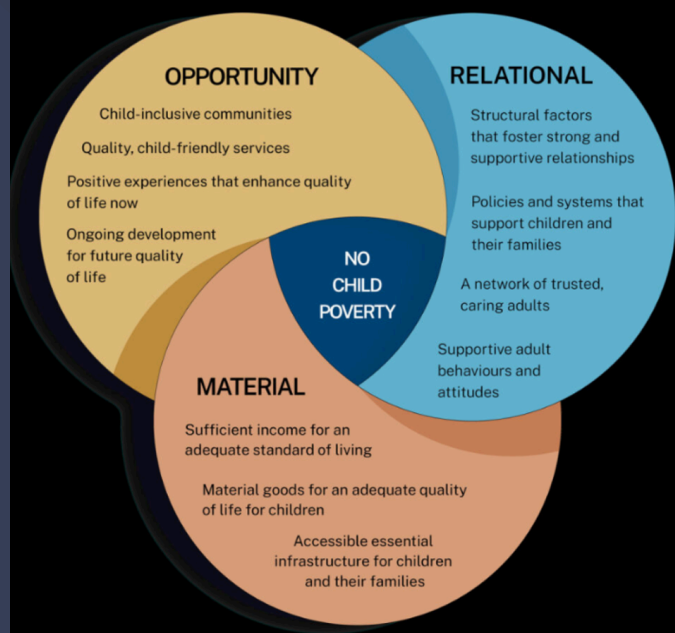 OPPORTUNITY
Child-inclusive communities
Quality, child-friendly services
Positive experiences that enhance quality
of life now
Ongoing development
for future quality
of life
RELATIONAL
Structural factors
that foster strong and
supportive relationships
Policies and systems that
support children and
their families
A network of trusted,
caring adults
Supportive adult
behaviours and
attitudes
NO
CHILD
POVERTY
MATERIAL
Sufficient income for an
adequate standard of living
Material goods for an adequate quality
of life for children
Accessible essential
infrastructure for children
and their families